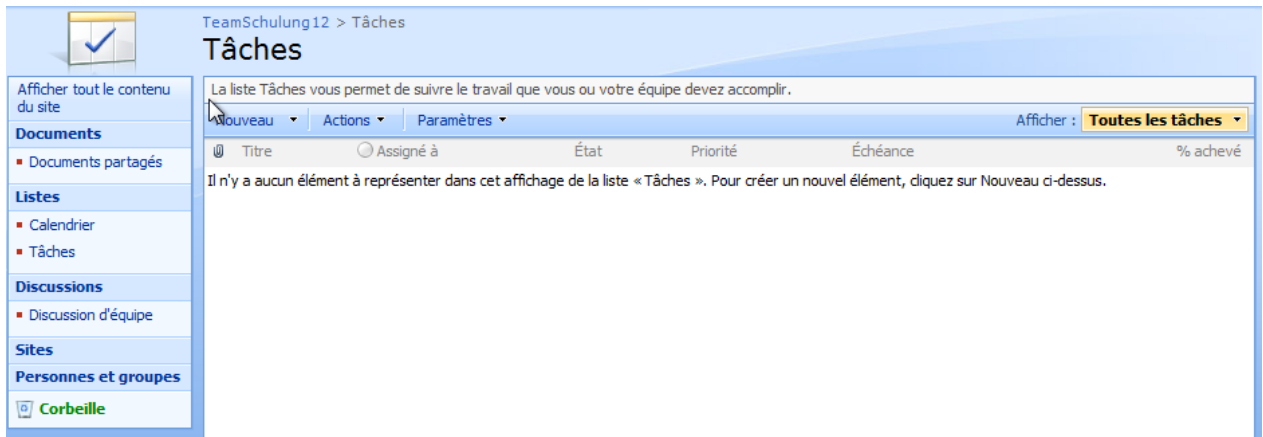 TeamSchulung12 > Tâches
Tâches
Afficher tout le contenu
du site
Documents
Documents partagés
Listes
Calendrier
Tâches
Discussions
Discussion d'équipe
Sites
Personnes et groupes
Corbeille
La liste Tâches vous permet de suivre le travail que vous ou votre équipe devez accomplir.
Nouveau Actions Paramètres Afficher : Toutes les tâches
Titre Assigné à État Priorité Échéance % achevé
Il n'y a aucun élément à représenter dans cet affichage de la liste « Tâches ». Pour créer un nouvel élément, cliquez sur Nouveau ci-dessus.